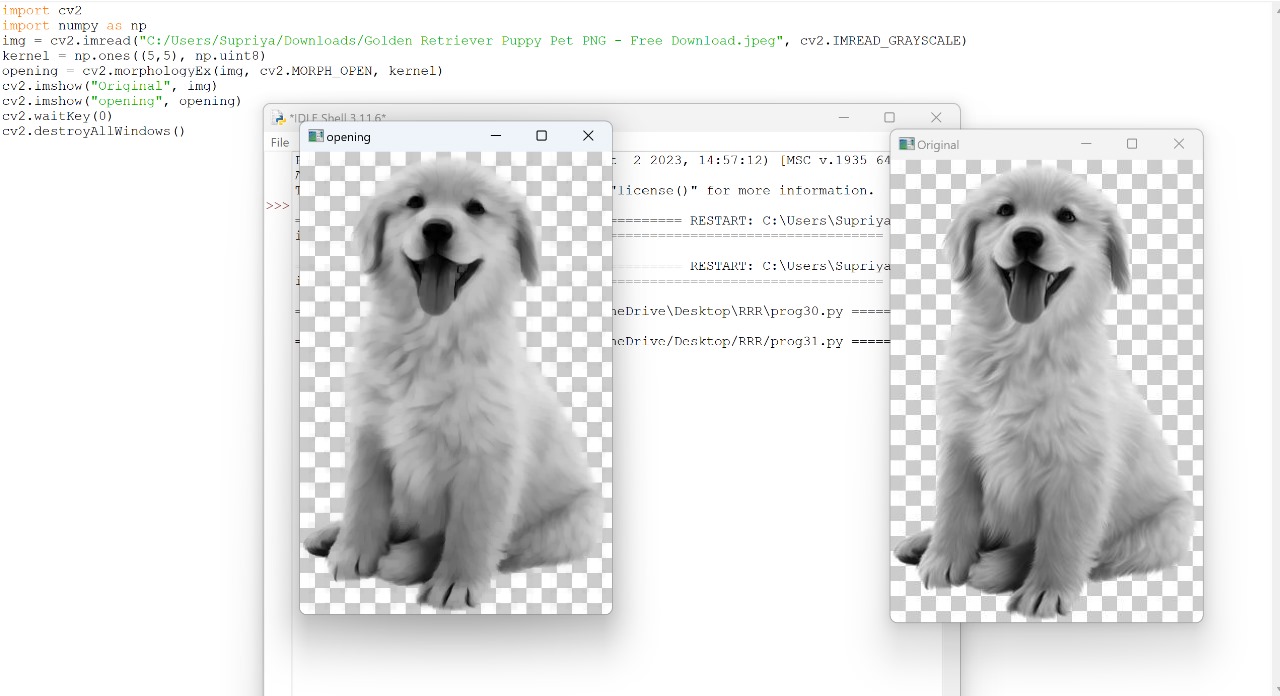 import cv2
import numpy as np
img = cv2.imread("C:/Users/Supriya/Downloads/Golden Retriever Puppy Pet PNG - Free Download.jpeg", cv2.IMREAD_GRAYSCALE)
kernel = np.ones((5,5), np.uint8)
opening = cv2.morphologyEx(img, cv2.MORPH_OPEN, kernel)
cv2.imshow("Original", img)
cv2.imshow("opening", opening)
cv2.waitKey(0)
cv2.destroyAllWindows()
*IDLE Shell 3.11.6*
File
opening
Original
2 2023, 14:57:12) [MSC v.1935 64
"license()" for more information.
>>>
========= RESTART: C:\Users\Supriya
===================================
RESTART: C:\Users\Supriya
===================================
neDrive\Desktop\RRR\prog30.py =====
neDrive/Desktop/RRR/prog31.py =====